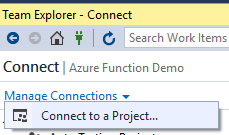 Team Explorer - Connect
Search Work Items
Connect | Azure Function Demo
Manage Connections
Connect to a Project...